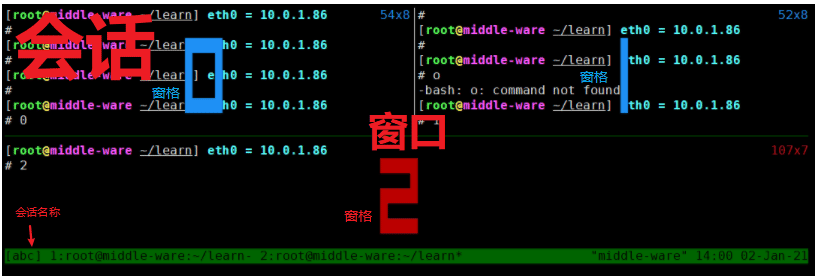 [root@middle-ware ~/learn] eth0 = 10.0.1.86 54x8
#
[root@middle-ware ~/learn] eth0 = 10.0.1.86
#
[root@middle-ware ~/learn] eth0 = 10.0.1.86
#
[root@middle-ware ~/learn] eth0 = 10.0.1.86
# 0
会话
窗格 0
# 52x8
[root@middle-ware ~/learn] eth0 = 10.0.1.86
#
[root@middle-ware ~/learn] eth0 = 10.0.1.86
# o
-bash: o: command not found
[root@middle-ware ~/learn] eth0 = 10.0.1.86
# 1
窗格 1
窗口
[root@middle-ware ~/learn] eth0 = 10.0.1.86 107x7
# 2
窗格 2
会话名称
[abc] 1:root@middle-ware:~/learn- 2:root@middle-ware:~/learn* "middle-ware" 14:00 02-Jan-21